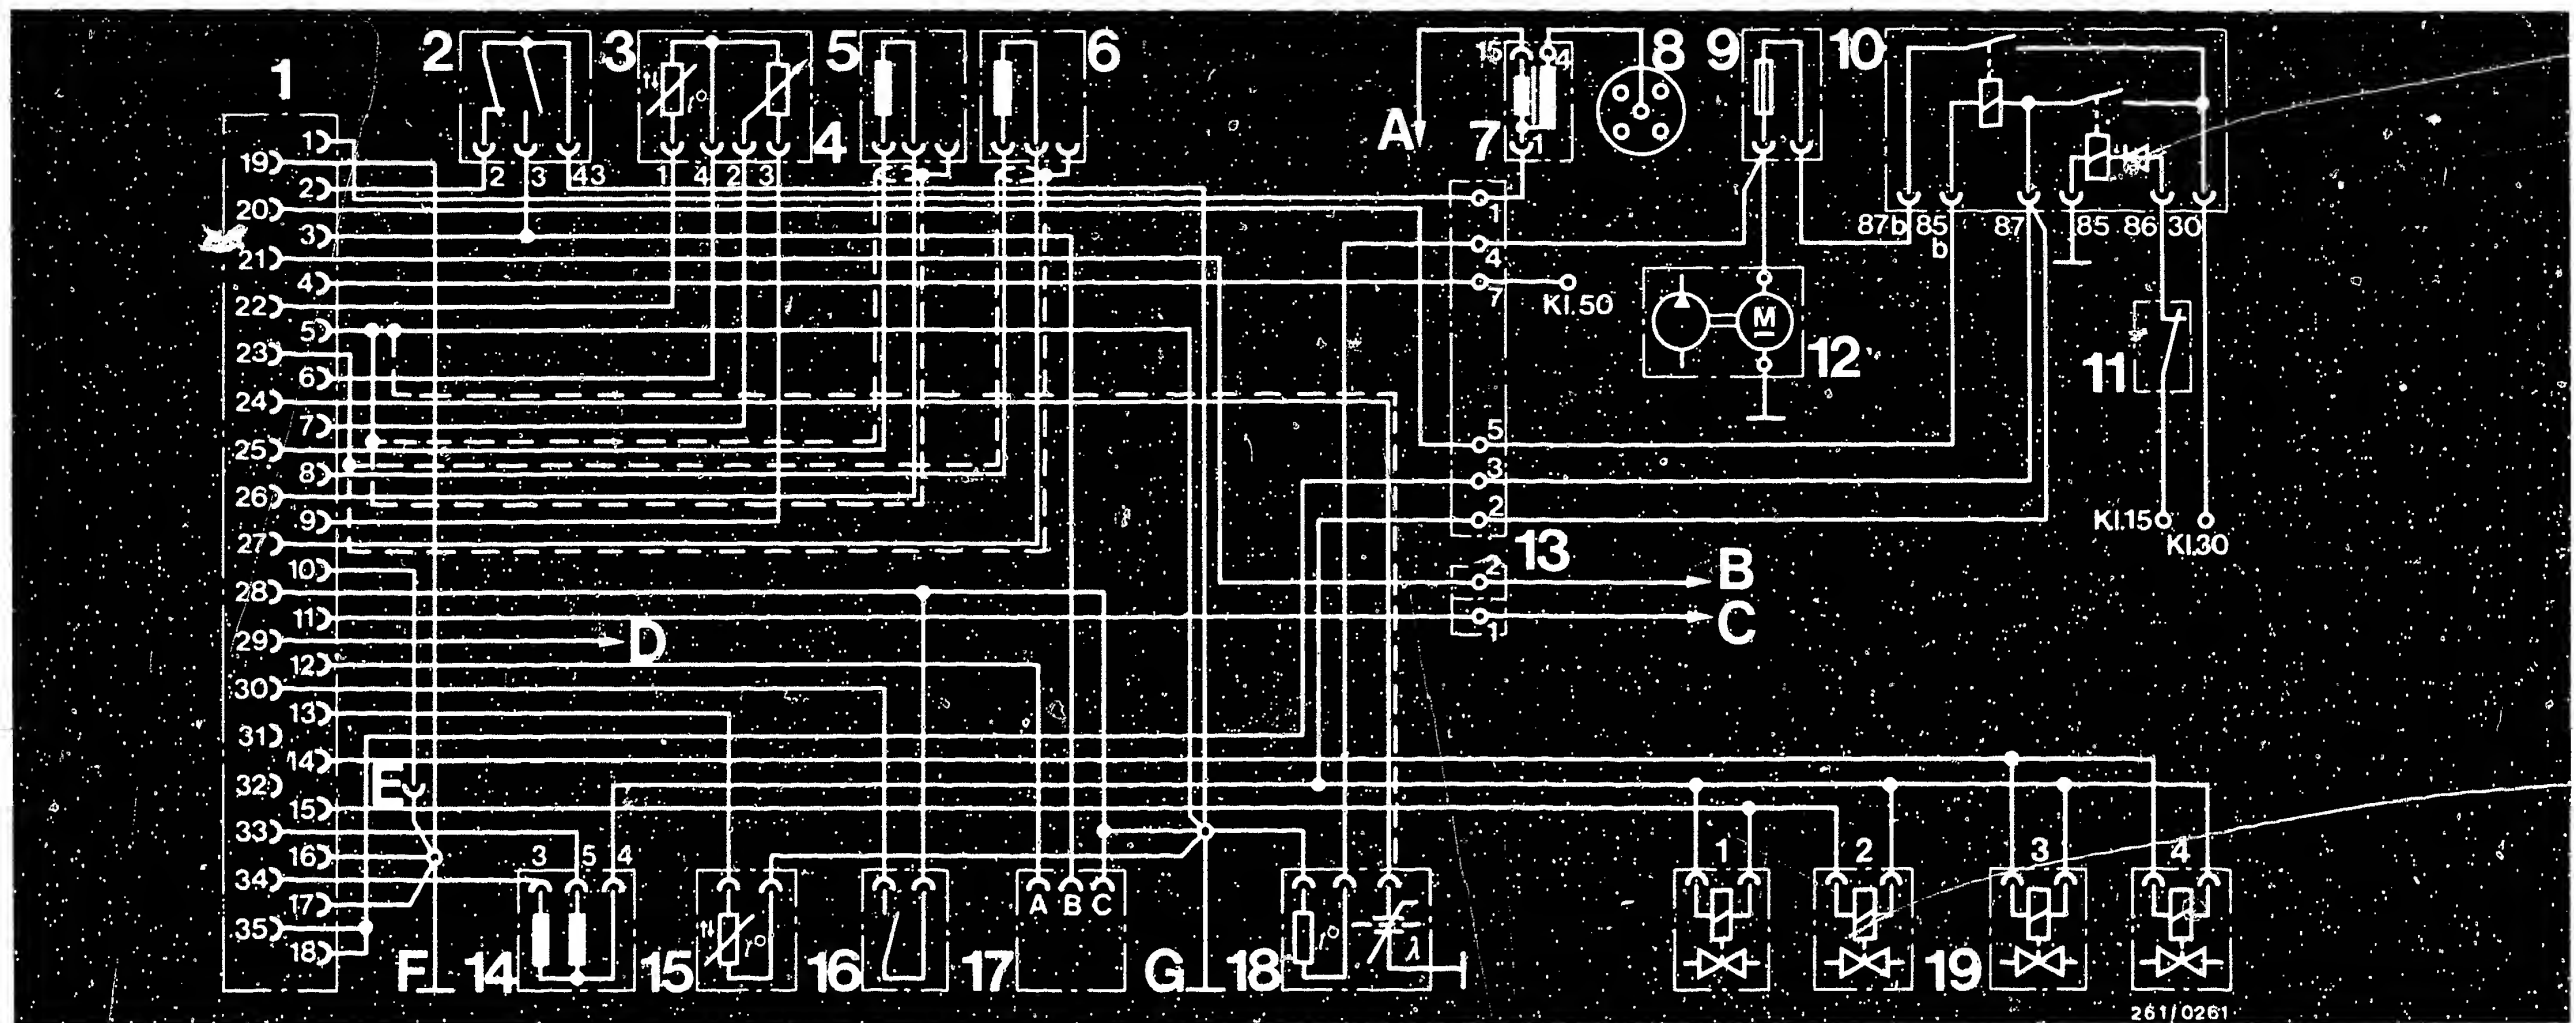 2 3 4 5 6 A 7 8 9 10
1
15 4
1
2 3 43
1 4 2 3
87b 85 87 85 86 30
b
1
19
2
20
3
21
4
22
5
23
6
24
7
25
8
26
9
27
10
28
11
29
12
30
13
31
14
32
15
33
16
34
17
35
18
t°
1
4
7
Kl.50
5
3
2
13
2
1
B
C
D
M
12
11
Kl.15
Kl.30
E
F
3 5 4
14
t°
15
16
A B C
17
G
18
t°
λ
1 2 3 4
19
261/0261